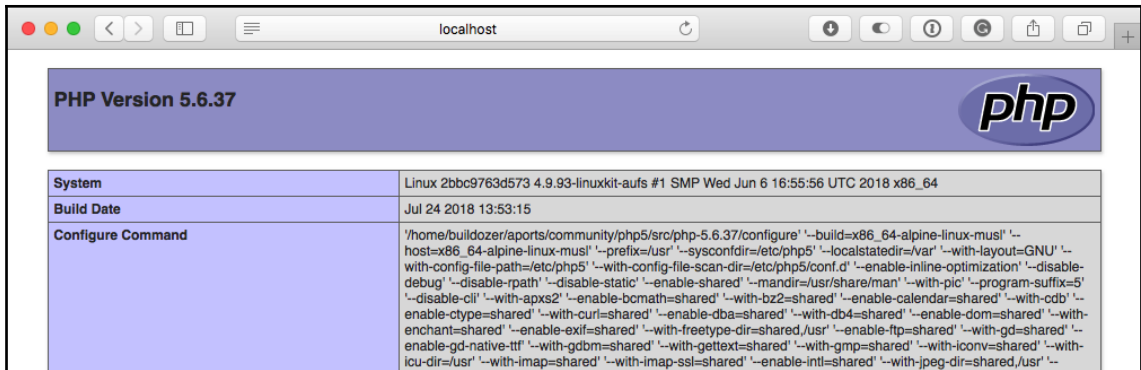 localhost
PHP Version 5.6.37
php
System Linux 2bbc9763d573 4.9.93-linuxkit-aufs #1 SMP Wed Jun 6 16:55:56 UTC 2018 x86_64
Build Date Jul 24 2018 13:53:15
Configure Command '/home/buildozer/aports/community/php5/src/php-5.6.37/configure' '--build=x86_64-alpine-linux-musl' '--
host=x86_64-alpine-linux-musl' '--prefix=/usr' '--sysconfdir=/etc/php5' '--localstatedir=/var' '--with-layout=GNU' '--
with-config-file-path=/etc/php5' '--with-config-file-scan-dir=/etc/php5/conf.d' '--enable-inline-optimization' '--disable-
debug' '--disable-rpath' '--disable-static' '--enable-shared' '--mandir=/usr/share/man' '--with-pic' '--program-suffix=5'
'--disable-cli' '--with-apxs2' '--enable-bcmath=shared' '--with-bz2=shared' '--enable-calendar=shared' '--with-cdb' '--
enable-ctype=shared' '--with-curl=shared' '--enable-dba=shared' '--with-db4=shared' '--enable-dom=shared' '--with-
enchant=shared' '--enable-exif=shared' '--with-freetype-dir=shared,/usr' '--enable-ftp=shared' '--with-gd=shared' '--
enable-gd-native-ttf' '--with-gdbm=shared' '--with-gettext=shared' '--with-gmp=shared' '--with-iconv=shared' '--with-
icu-dir=/usr' '--with-imap=shared' '--with-imap-ssl=shared' '--enable-intl=shared' '--with-jpeg-dir=shared,/usr' '--